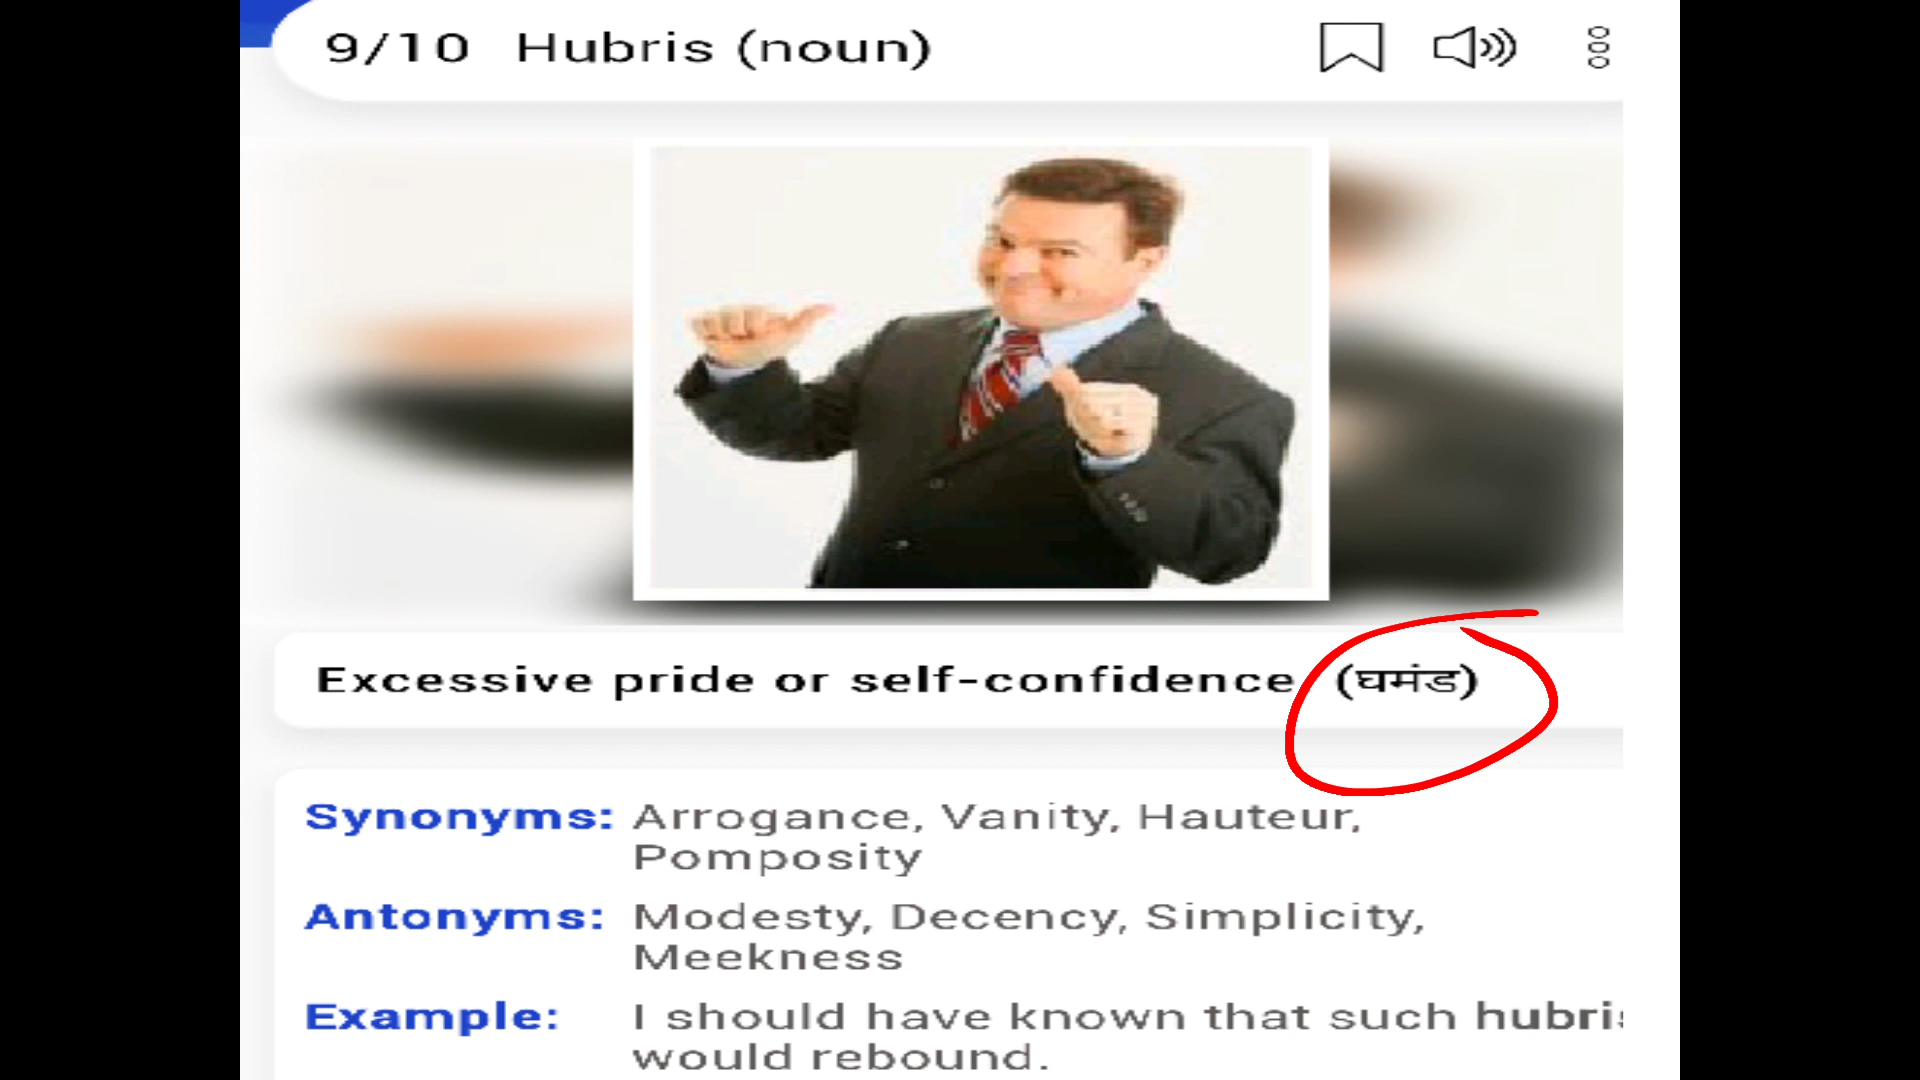 9/10 Hubris (noun)
Excessive pride or self-confidence (घमंड)
Synonyms: Arrogance, Vanity, Hauteur,
Pomposity
Antonyms: Modesty, Decency, Simplicity,
Meekness
Example: I should have known that such hubris
would rebound.